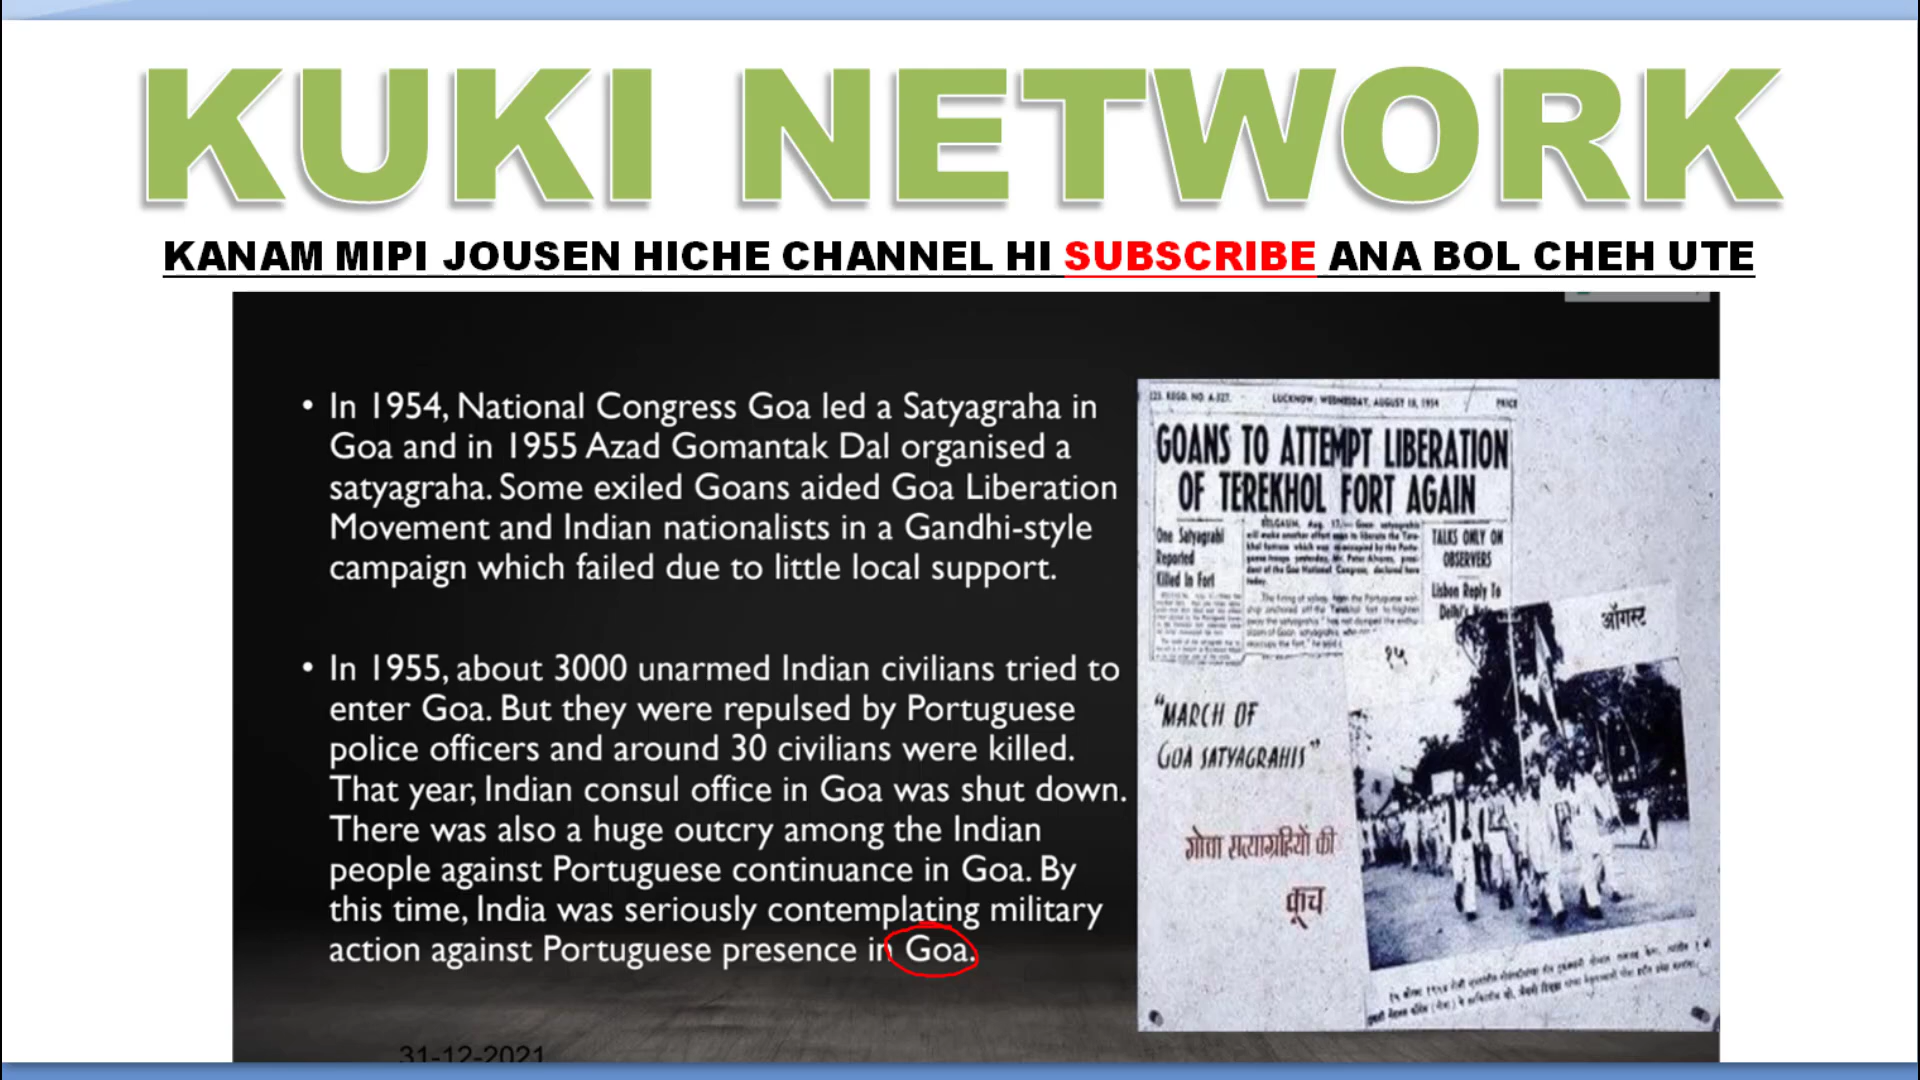 KUKI NETWORK
KANAM MIPI JOUSEN HICHE CHANNEL HI SUBSCRIBE ANA BOL CHEH UTE
• In 1954, National Congress Goa led a Satyagraha in
Goa and in 1955 Azad Gomantak Dal organised a
satyagraha. Some exiled Goans aided Goa Liberation
Movement and Indian nationalists in a Gandhi-style
campaign which failed due to little local support.
• In 1955, about 3000 unarmed Indian civilians tried to
enter Goa. But they were repulsed by Portuguese
police officers and around 30 civilians were killed.
That year, Indian consul office in Goa was shut down.
There was also a huge outcry among the Indian
people against Portuguese continuance in Goa. By
this time, India was seriously contemplating military
action against Portuguese presence in Goa.
31-12-2021
LUCKNOW, WEDNESDAY, AUGUST 18, 1954
PRICE
GOANS TO ATTEMPT LIBERATION
OF TEREKHOL FORT AGAIN
One Satyagrahi
Reported
Killed In Fort
TALKS ONLY ON
OBSERVERS
Lisbon Reply To
Delhi's
१५
ऑगस्ट
"MARCH OF
GOA SATYAGRAHIS"
गोवा सत्याग्रहियों की
कूच